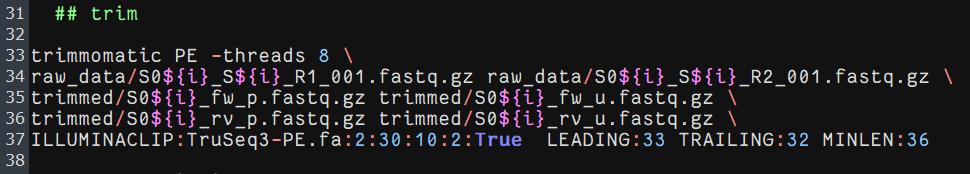 31 ## trim
32
33 trimmomatic PE -threads 8 \
34 raw_data/S0${i}_S${i}_R1_001.fastq.gz raw_data/S0${i}_S${i}_R2_001.fastq.gz \
35 trimmed/S0${i}_fw_p.fastq.gz trimmed/S0${i}_fw_u.fastq.gz \
36 trimmed/S0${i}_rv_p.fastq.gz trimmed/S0${i}_rv_u.fastq.gz \
37 ILLUMINACLIP:TruSeq3-PE.fa:2:30:10:2:True  LEADING:33 TRAILING:32 MINLEN:36
38